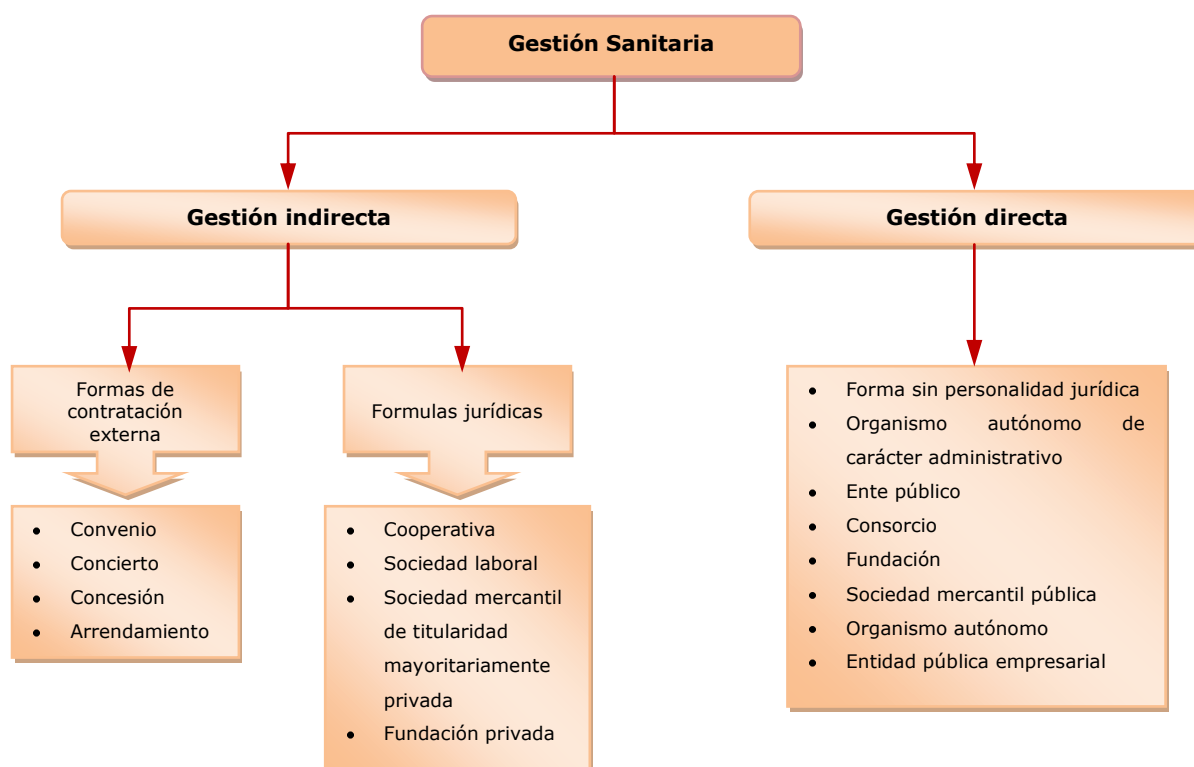 Gestión Sanitaria
Gestión indirecta
Gestión directa
Formas de
contratación
externa
Formulas jurídicas
• Convenio
• Concierto
• Concesión
• Arrendamiento
• Cooperativa
• Sociedad laboral
• Sociedad mercantil
de titularidad
mayoritariamente
privada
• Fundación privada
• Forma sin personalidad jurídica
• Organismo autónomo de
carácter administrativo
• Ente público
• Consorcio
• Fundación
• Sociedad mercantil pública
• Organismo autónomo
• Entidad pública empresarial